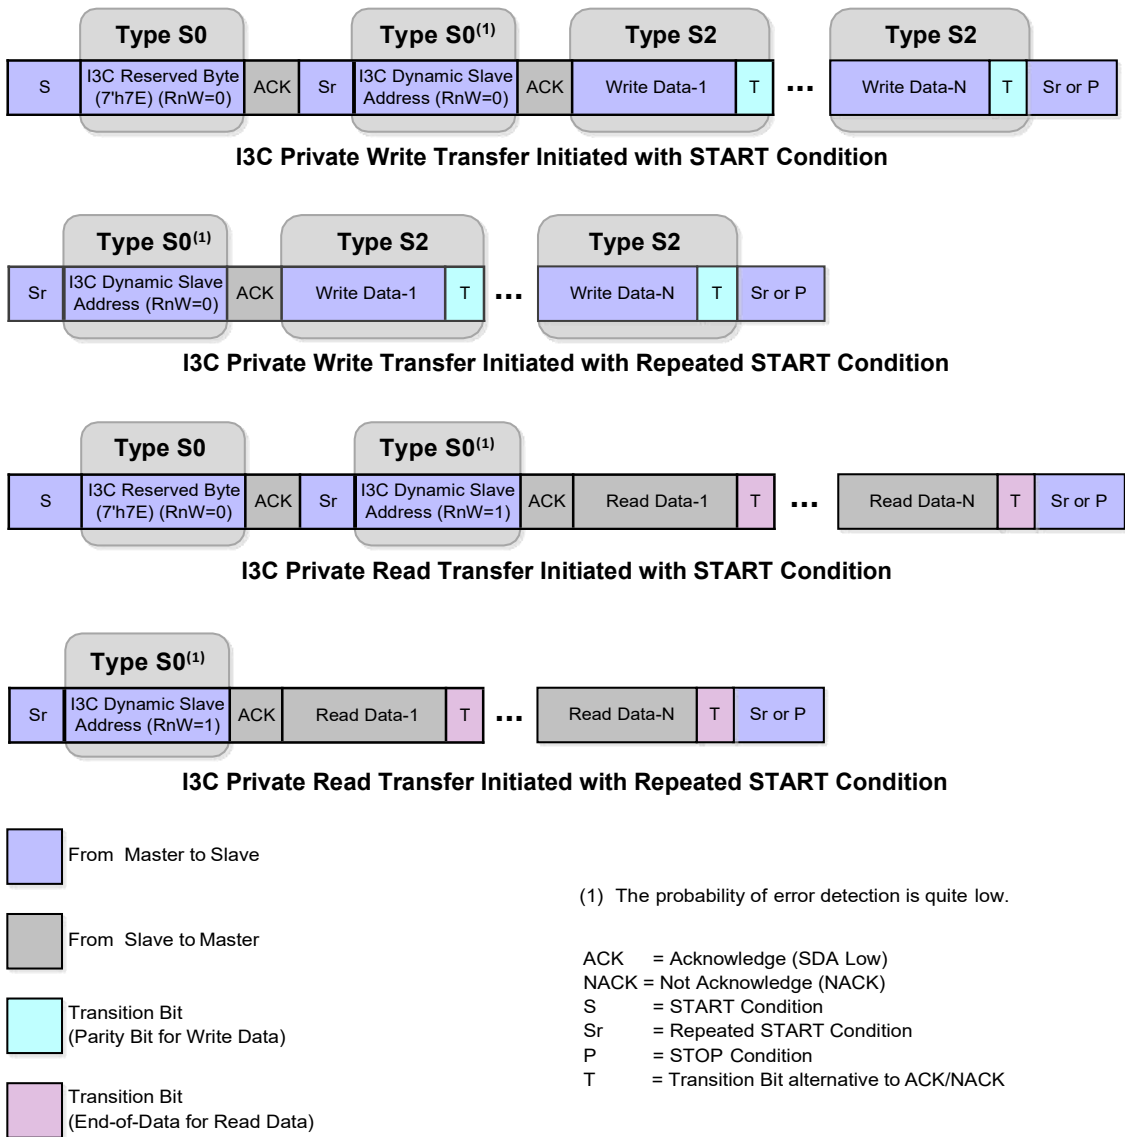 Type S0 Type S0(1) Type S2 Type S2
S I3C Reserved Byte (7'h7E) (RnW=0) ACK Sr I3C Dynamic Slave Address (RnW=0) ACK Write Data-1 T ... Write Data-N T Sr or P
I3C Private Write Transfer Initiated with START Condition
Type S0(1) Type S2 Type S2
Sr I3C Dynamic Slave Address (RnW=0) ACK Write Data-1 T ... Write Data-N T Sr or P
I3C Private Write Transfer Initiated with Repeated START Condition
Type S0 Type S0(1)
S I3C Reserved Byte (7'h7E) (RnW=0) ACK Sr I3C Dynamic Slave Address (RnW=1) ACK Read Data-1 T ... Read Data-N T Sr or P
I3C Private Read Transfer Initiated with START Condition
Type S0(1)
Sr I3C Dynamic Slave Address (RnW=1) ACK Read Data-1 T ... Read Data-N T Sr or P
I3C Private Read Transfer Initiated with Repeated START Condition
From Master to Slave
From Slave to Master
Transition Bit
(Parity Bit for Write Data)
Transition Bit
(End-of-Data for Read Data)
(1) The probability of error detection is quite low.
ACK = Acknowledge (SDA Low)
NACK = Not Acknowledge (NACK)
S = START Condition
Sr = Repeated START Condition
P = STOP Condition
T = Transition Bit alternative to ACK/NACK